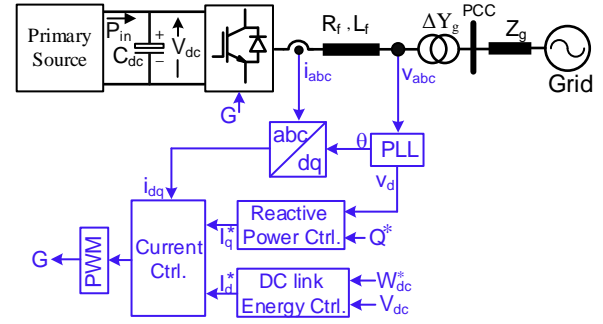 PCC
P_in
R_f , L_f
ΔY_g
Z_g
Primary
Source
C_dc
+
−
V_dc
i_abc
v_abc
Grid
G
abc
dq
θ
PLL
i_dq
v_d
Reactive
Power Ctrl.
I_q^*
Q^*
Current
Ctrl.
PWM
G
I_d^*
DC link
Energy Ctrl.
W_dc^*
V_dc